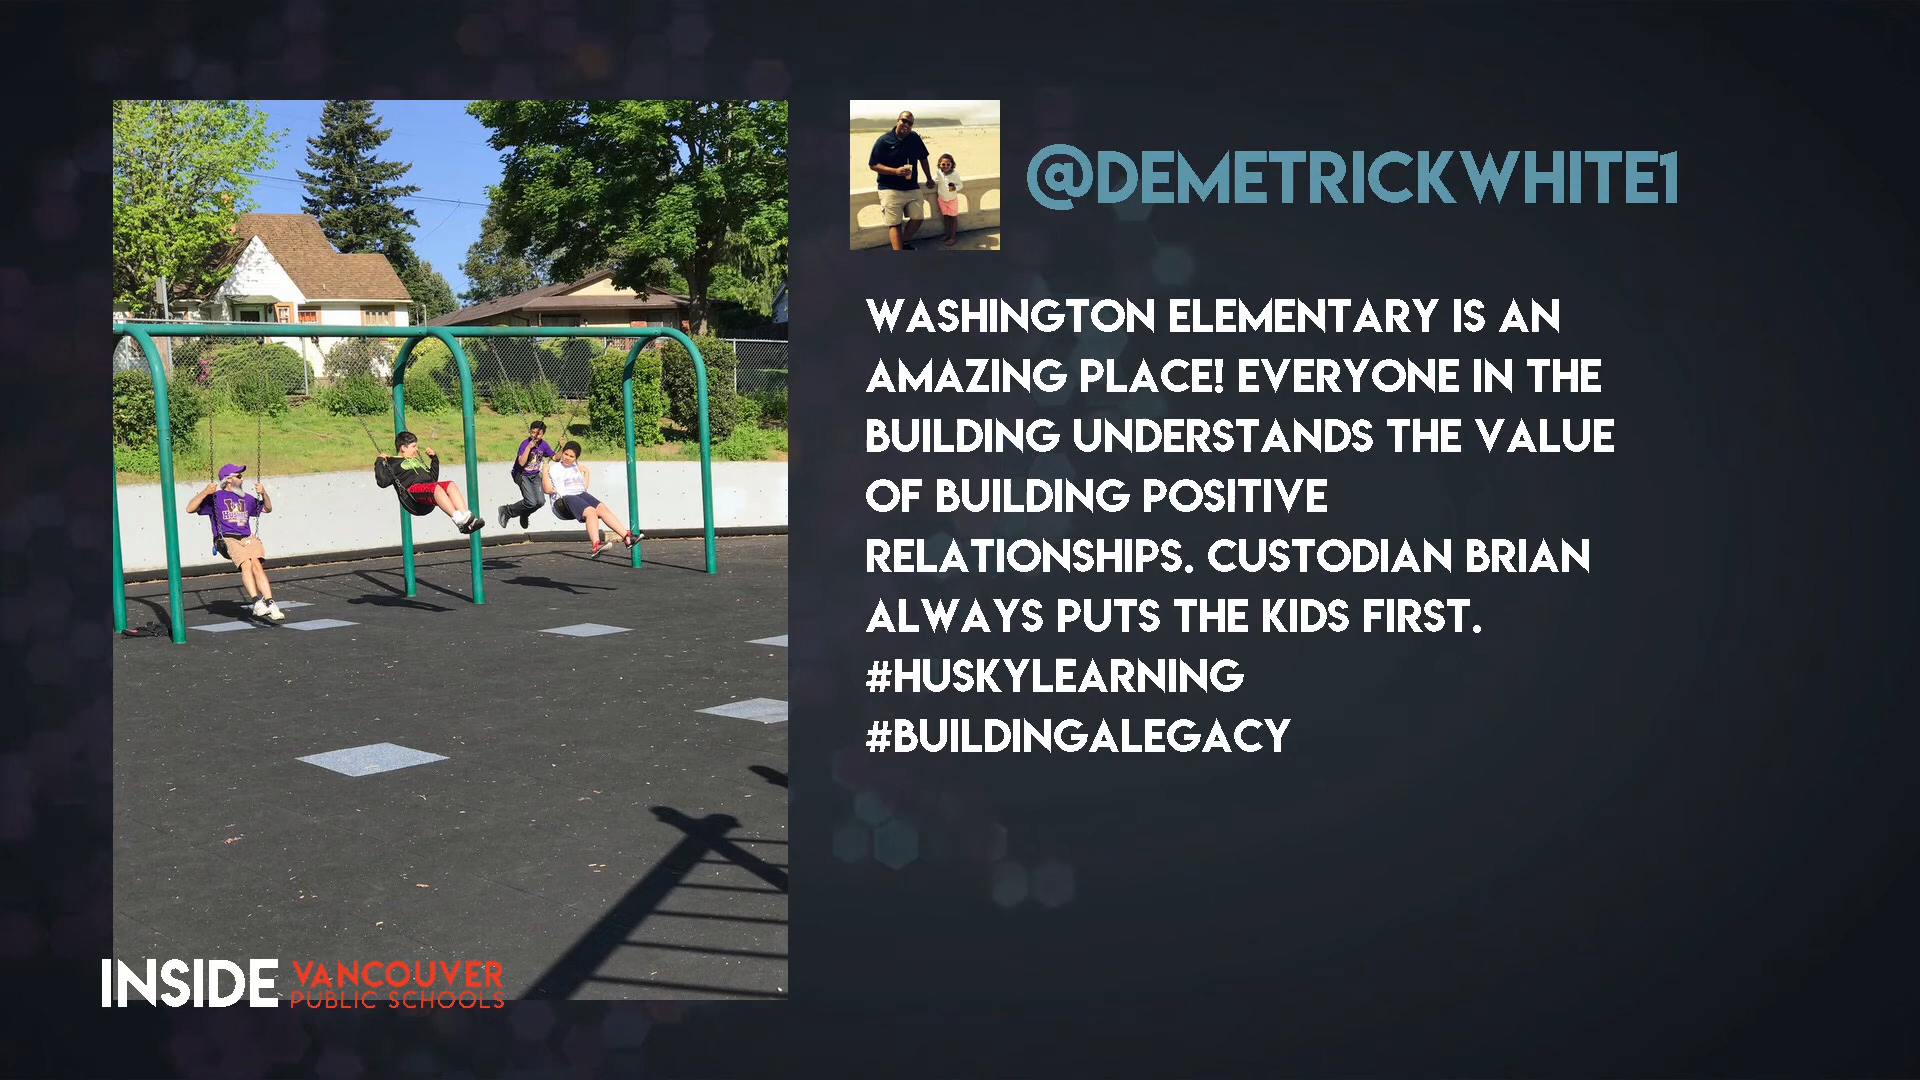 @DEMETRICKWHITE1
WASHINGTON ELEMENTARY IS AN
AMAZING PLACE! EVERYONE IN THE
BUILDING UNDERSTANDS THE VALUE
OF BUILDING POSITIVE
RELATIONSHIPS. CUSTODIAN BRIAN
ALWAYS PUTS THE KIDS FIRST.
#HUSKYLEARNING
#BUILDINGALEGACY
W
Huskies
INSIDE VANCOUVER
PUBLIC SCHOOLS